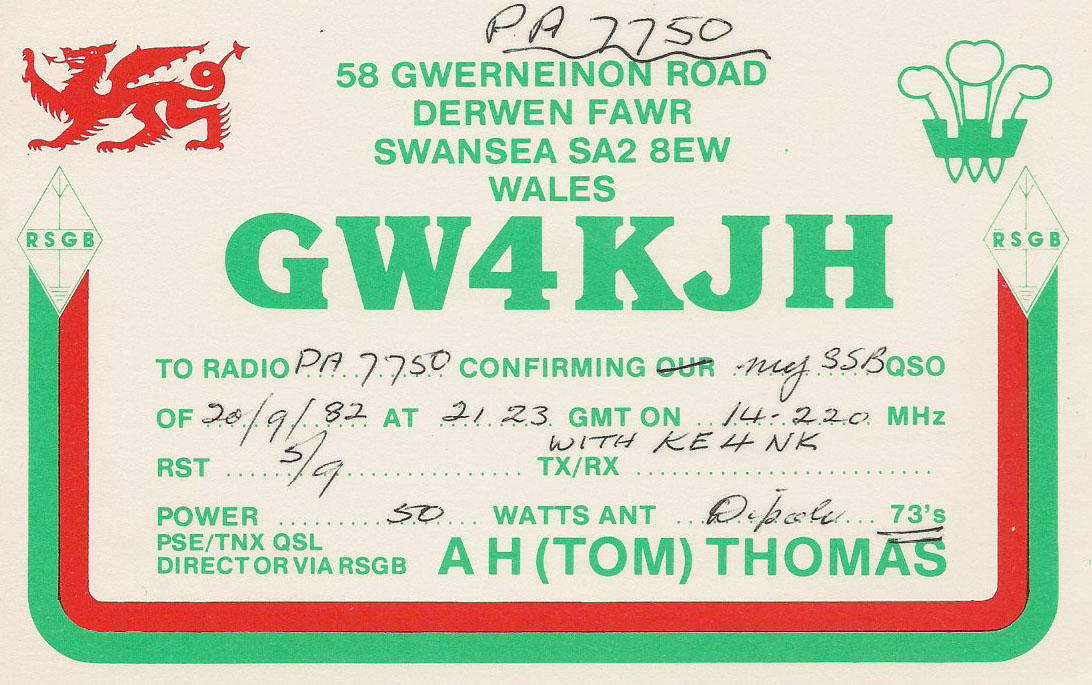 PA 7750
58 GWERNEINON ROAD
DERWEN FAWR
SWANSEA SA2 8EW
WALES
RSGB
RSGB
GW4KJH
TO RADIO PA 7750 CONFIRMING OUR my SSB QSO
OF 20/9/82 AT 21.23 GMT ON 14.220 MHz
WITH KE4NK
RST 5/9 TX/RX
POWER 50 WATTS ANT Dipole 73's
PSE/TNX QSL
DIRECT OR VIA RSGB
A H (TOM) THOMAS